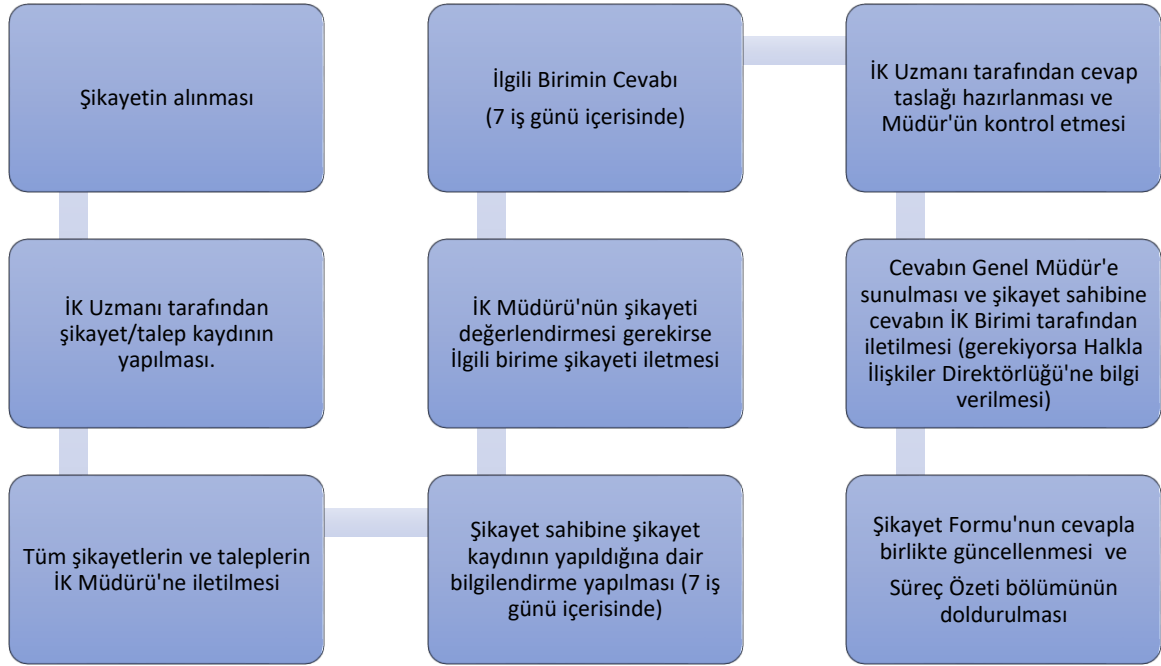 Şikayetin alınması
İK Uzmanı tarafından
şikayet/talep kaydının
yapılması.
Tüm şikayetlerin ve taleplerin
İK Müdürü'ne iletilmesi
Şikayet sahibine şikayet
kaydının yapıldığına dair
bilgilendirme yapılması (7 iş
günü içerisinde)
İK Müdürü'nün şikayeti
değerlendirmesi gerekirse
İlgili birime şikayeti iletmesi
İlgili Birimin Cevabı
(7 iş günü içerisinde)
İK Uzmanı tarafından cevap
taslağı hazırlanması ve
Müdür'ün kontrol etmesi
Cevabın Genel Müdür'e
sunulması ve şikayet sahibine
cevabın İK Birimi tarafından
iletilmesi (gerekiyorsa Halkla
İlişkiler Direktörlüğü'ne bilgi
verilmesi)
Şikayet Formu'nun cevapla
birlikte güncellenmesi ve
Süreç Özeti bölümünün
doldurulması